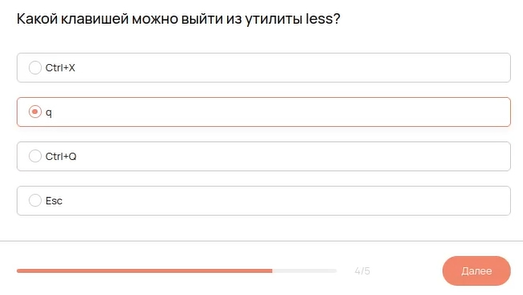 Какой клавишей можно выйти из утилиты less?
Ctrl+X
q
Ctrl+Q
Esc
4/5
Далее